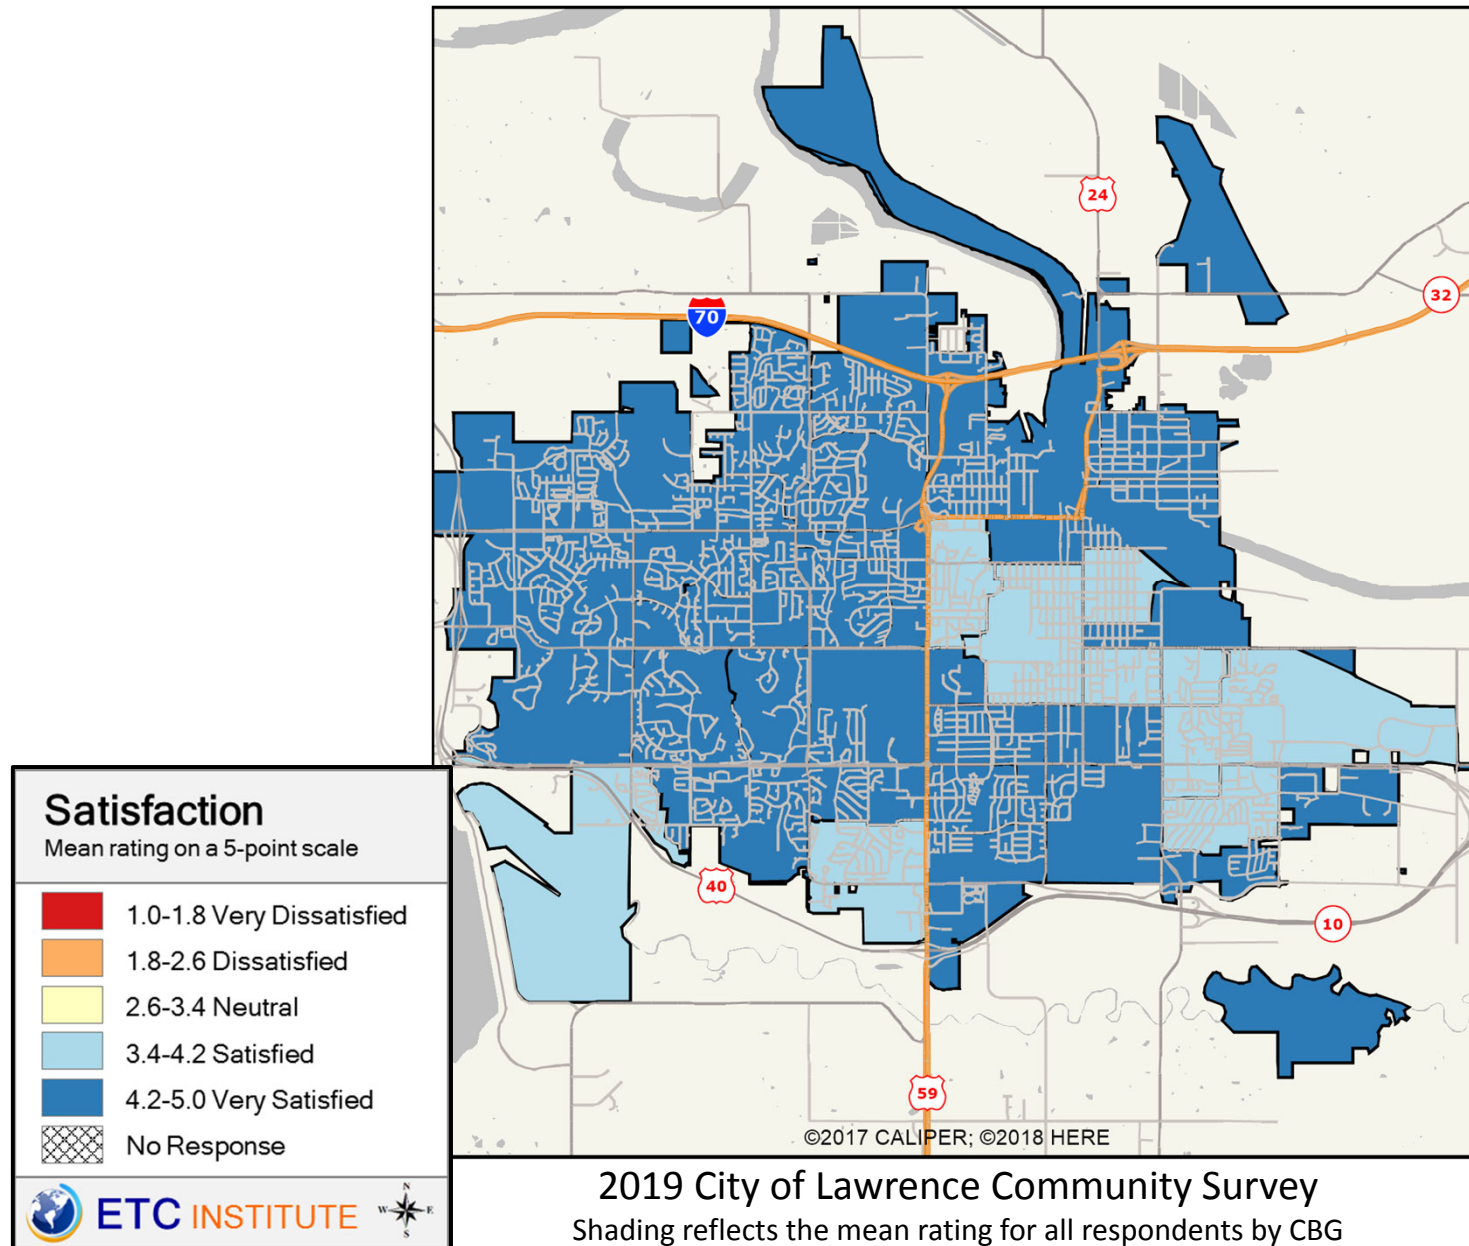 24
32
70
40
10
59
©2017 CALIPER; ©2018 HERE
Satisfaction
Mean rating on a 5-point scale
1.0-1.8 Very Dissatisfied
1.8-2.6 Dissatisfied
2.6-3.4 Neutral
3.4-4.2 Satisfied
4.2-5.0 Very Satisfied
No Response
ETC INSTITUTE
N
W E
S
2019 City of Lawrence Community Survey
Shading reflects the mean rating for all respondents by CBG